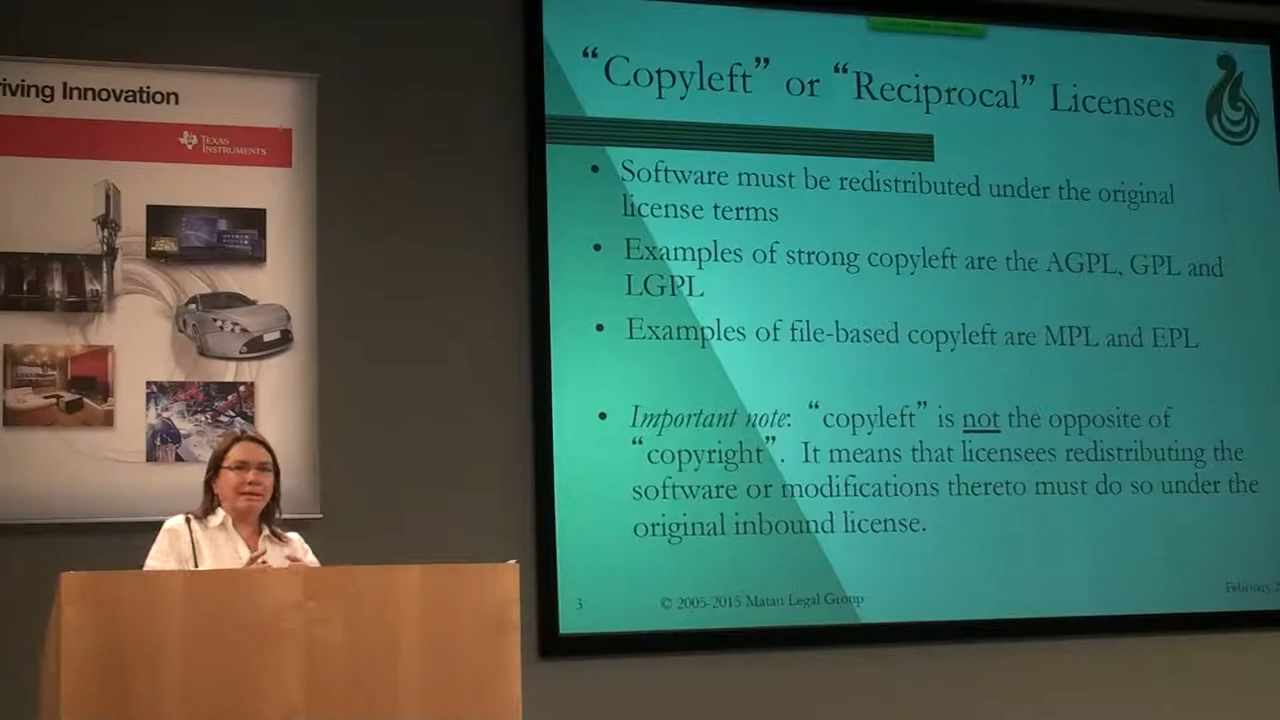 iving Innovation
TEXAS
INSTRUMENTS
“Copyleft” or “Reciprocal” Licenses
• Software must be redistributed under the original
license terms
• Examples of strong copyleft are the AGPL, GPL and
LGPL
• Examples of file-based copyleft are MPL and EPL
• Important note: “copyleft” is not the opposite of
“copyright”. It means that licensees redistributing the
software or modifications thereto must do so under the
original inbound license.
3
© 2005-2015 Matan Legal Group
February